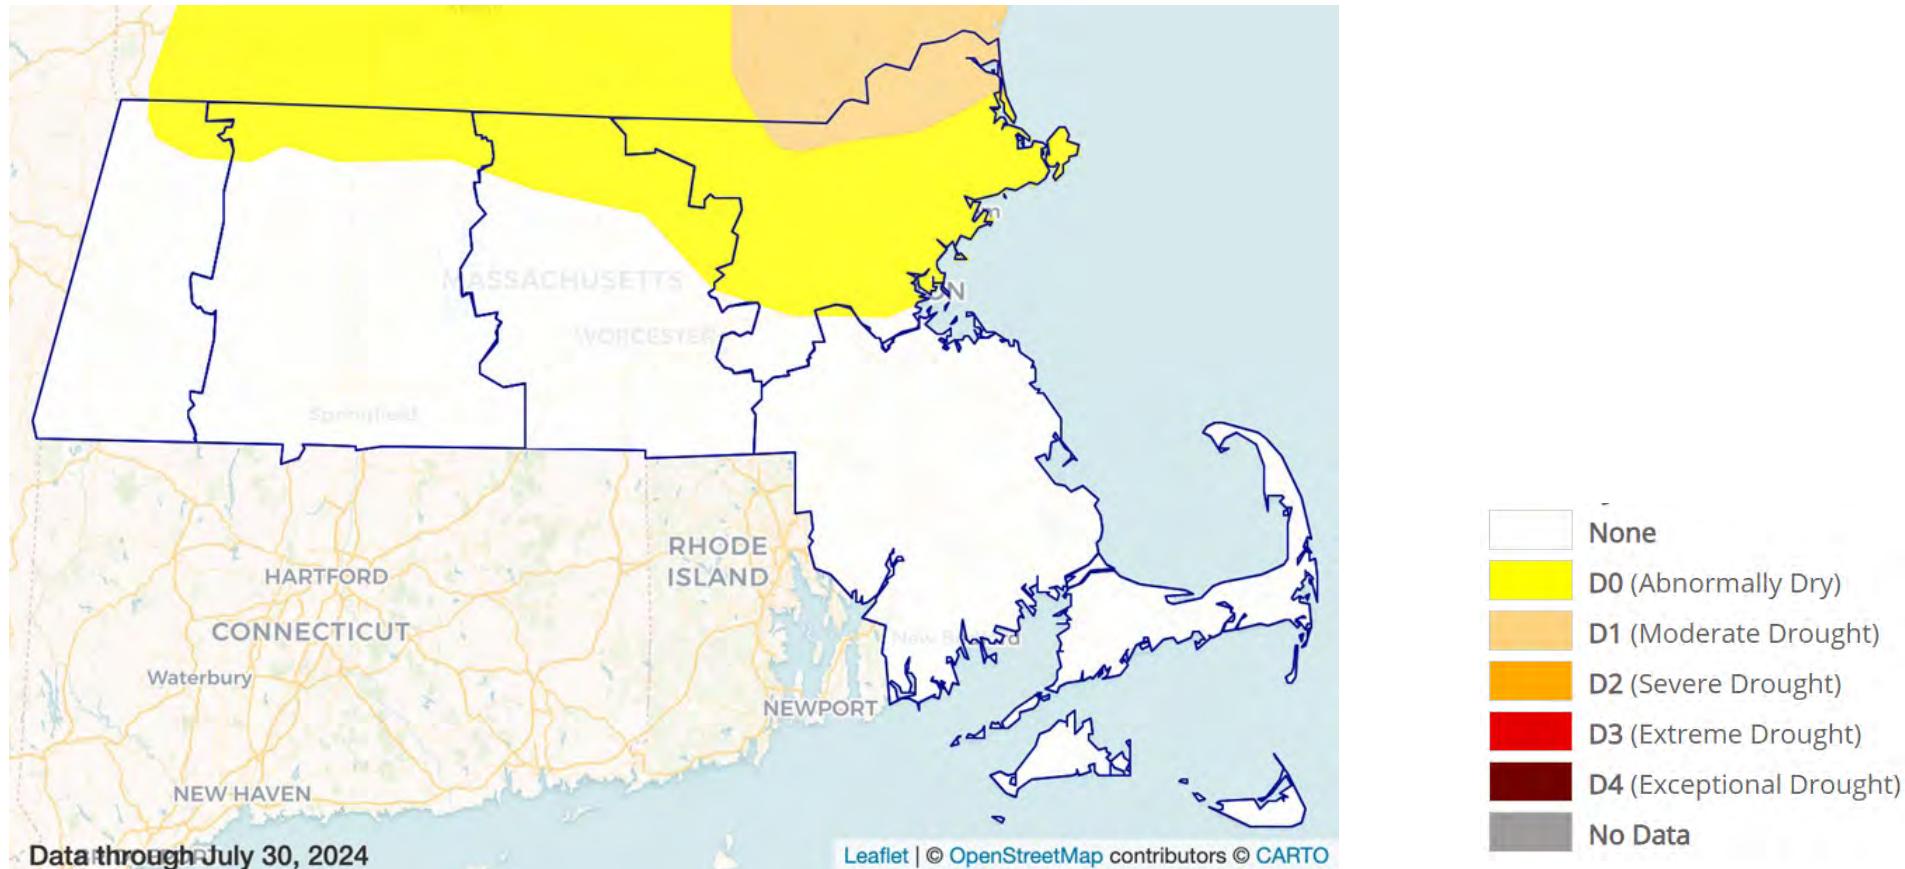 MASSACHUSETTS
WORCESTER
Springfield
RHODE
ISLAND
HARTFORD
CONNECTICUT
Waterbury
NEWPORT
NEW HAVEN
Data through July 30, 2024
Leaflet | © OpenStreetMap contributors © CARTO
None
D0 (Abnormally Dry)
D1 (Moderate Drought)
D2 (Severe Drought)
D3 (Extreme Drought)
D4 (Exceptional Drought)
No Data